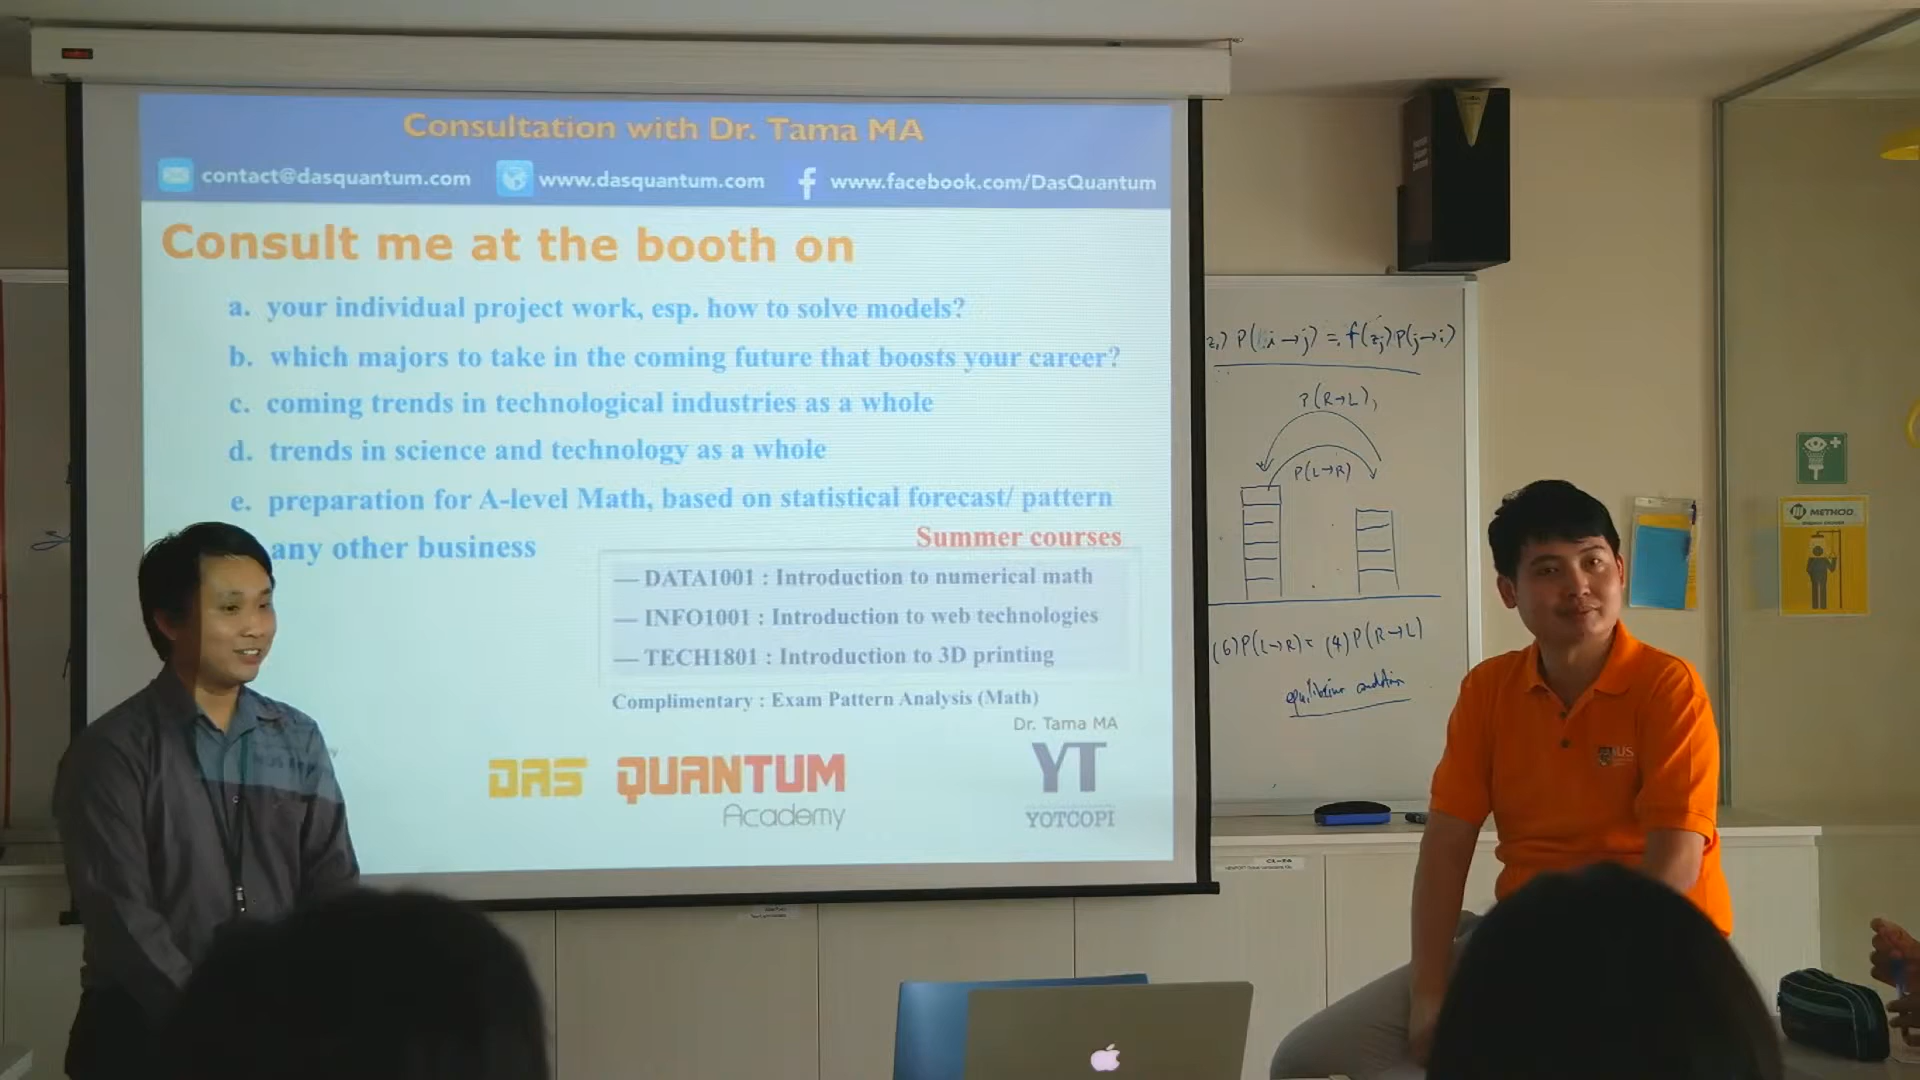 Consultation with Dr. Tama MA
contact@dasquantum.com www.dasquantum.com www.facebook.com/DasQuantum
Consult me at the booth on
a. your individual project work, esp. how to solve models?
b. which majors to take in the coming future that boosts your career?
c. coming trends in technological industries as a whole
d. trends in science and technology as a whole
e. preparation for A-level Math, based on statistical forecast/ pattern
any other business
Summer courses
— DATA1001 : Introduction to numerical math
— INFO1001 : Introduction to web technologies
— TECH1801 : Introduction to 3D printing
Complimentary : Exam Pattern Analysis (Math)
Dr. Tama MA
DAS QUANTUM
Academy
YT
YOTCOPI
P(i→j) = f(zj)P(j→i)
P(R→L)
P(L→R)
(6)P(L→R) = (4)P(R→L)
equilibrium condition
METHOD